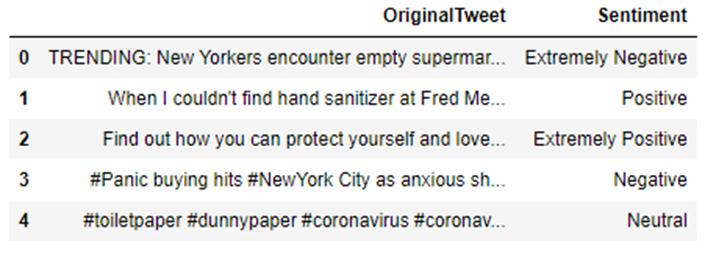 OriginalTweet Sentiment
0 TRENDING: New Yorkers encounter empty supermar... Extremely Negative
1 When I couldn't find hand sanitizer at Fred Me... Positive
2 Find out how you can protect yourself and love... Extremely Positive
3 #Panic buying hits #NewYork City as anxious sh... Negative
4 #toiletpaper #dunnypaper #coronavirus #coronav... Neutral